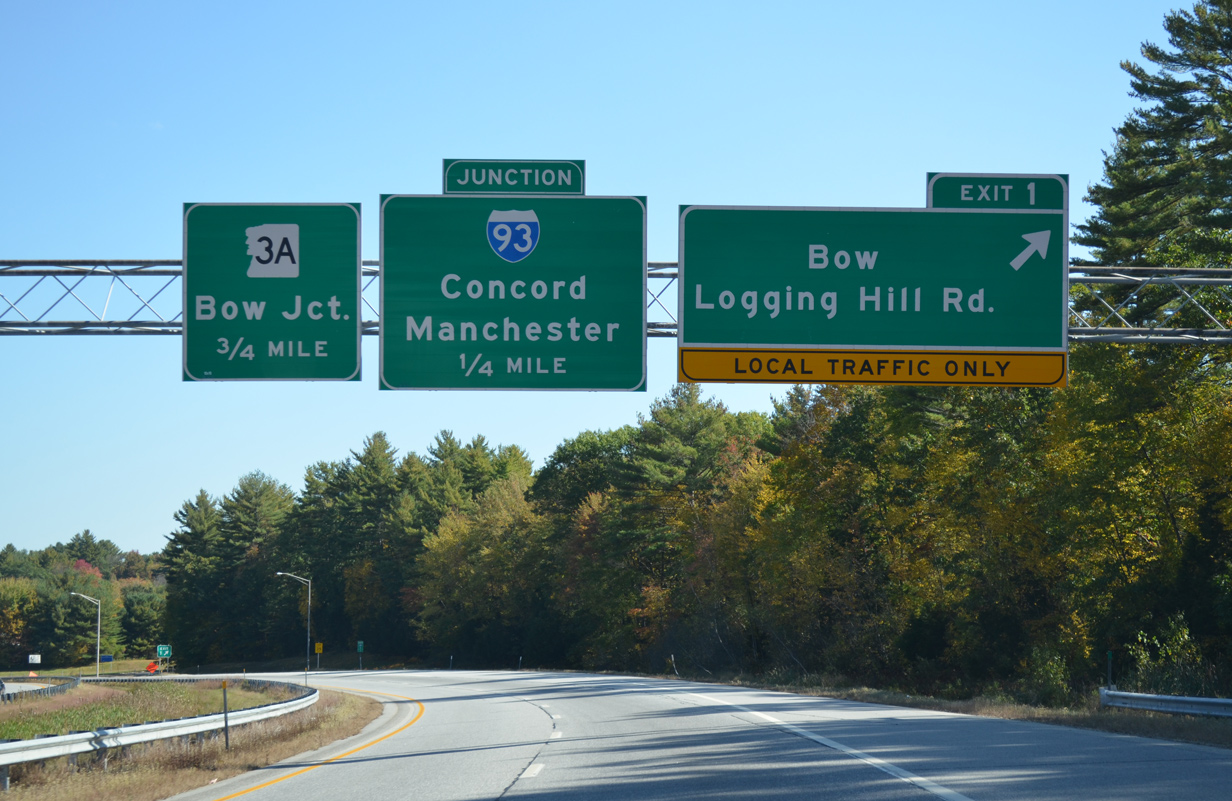 3A
Bow Jct.
3/4 MILE
JUNCTION
93
Concord
Manchester
1/4 MILE
EXIT 1
Bow
Logging Hill Rd.
LOCAL TRAFFIC ONLY
EXIT